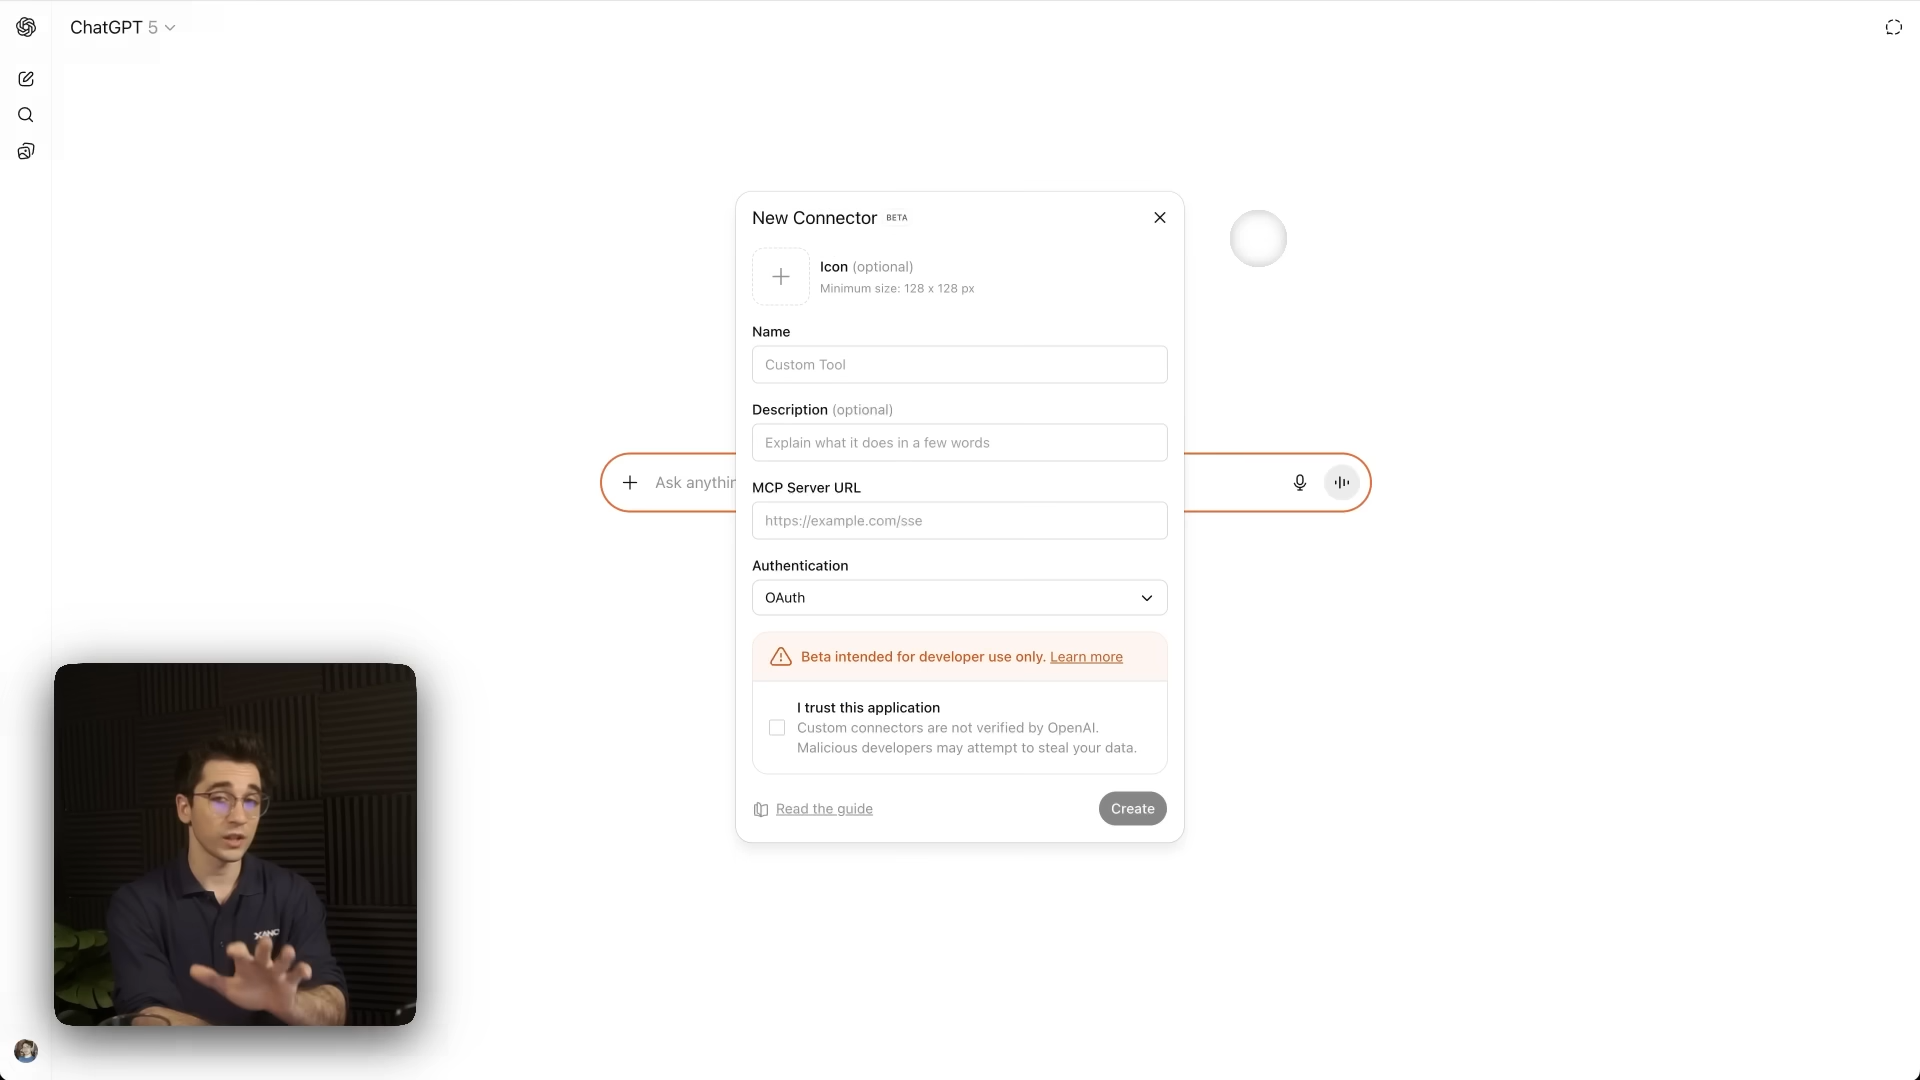 ChatGPT 5
New Connector BETA
Icon (optional)
Minimum size: 128 x 128 px
Name
Custom Tool
Description (optional)
Explain what it does in a few words
Ask anythin
MCP Server URL
https://example.com/sse
Authentication
OAuth
Beta intended for developer use only. Learn more
I trust this application
Custom connectors are not verified by OpenAI.
Malicious developers may attempt to steal your data.
Read the guide
Create